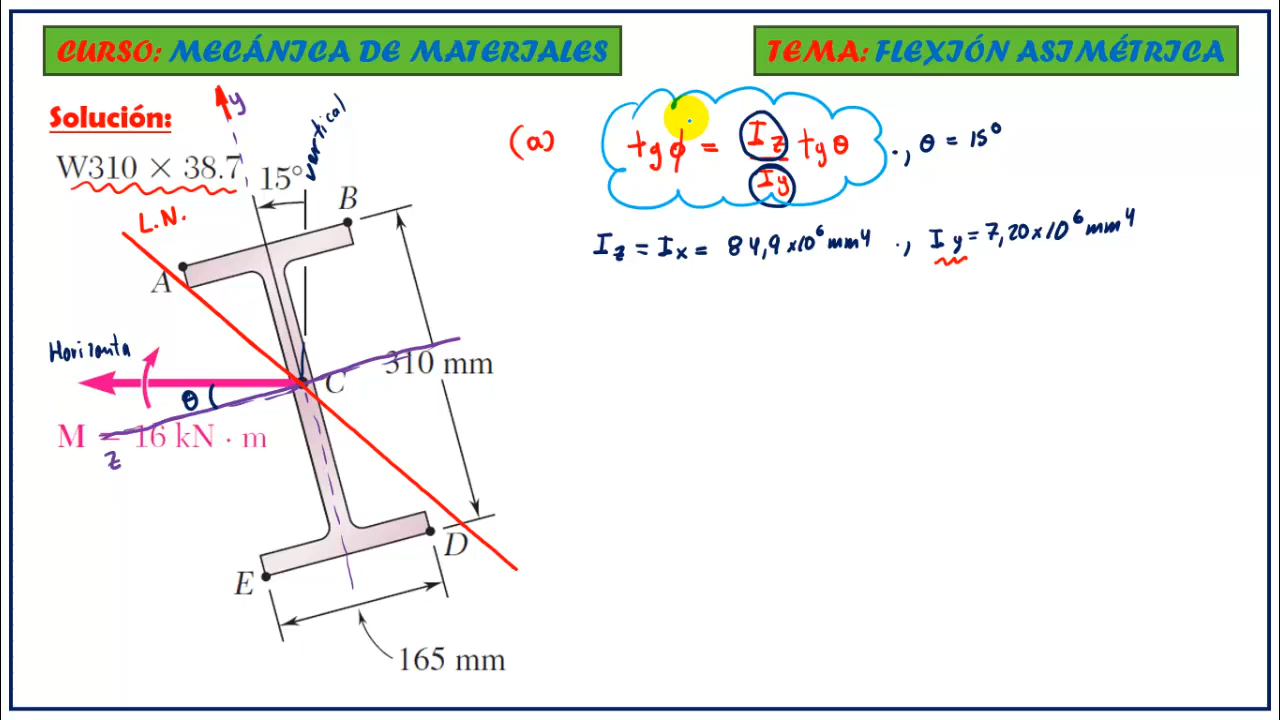 CURSO: MECÁNICA DE MATERIALES
TEMA: FLEXIÓN ASIMÉTRICA
Solución:
W310 × 38.7
y
15°
vertical
B
L.N.
A
Horizonta
310 mm
C
θ
M = 16 kN · m
z
D
E
165 mm
(a) tg ϕ = Iz/Iy tg θ ., θ = 15°
Iz = Ix = 84,9 × 10⁶ mm⁴ ., Iy = 7,20 × 10⁶ mm⁴